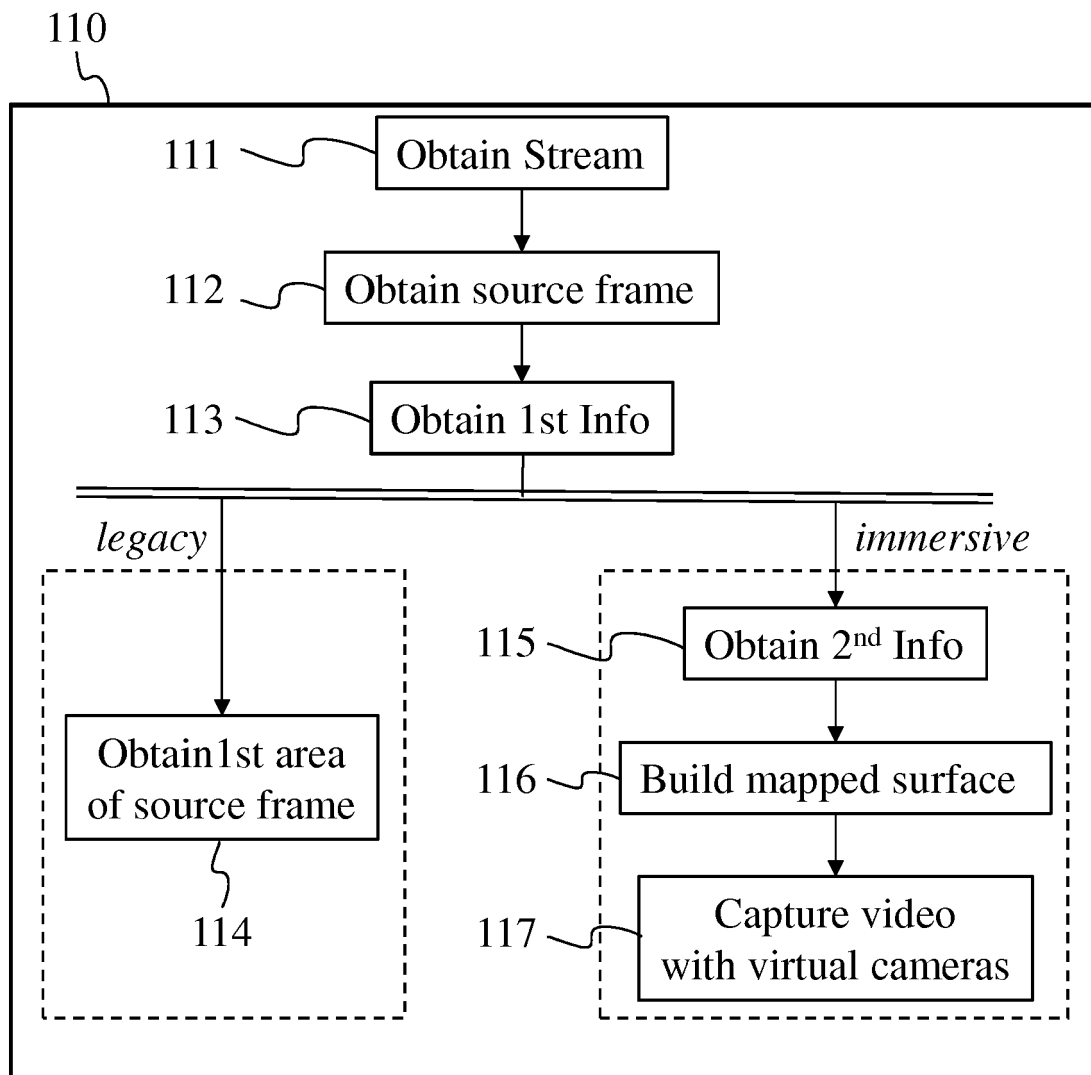 110
111
Obtain Stream
112
Obtain source frame
113
Obtain 1st Info
legacy
immersive
115
Obtain 2nd Info
Obtain1st area
of source frame
116
Build mapped surface
114
117
Capture video
with virtual cameras